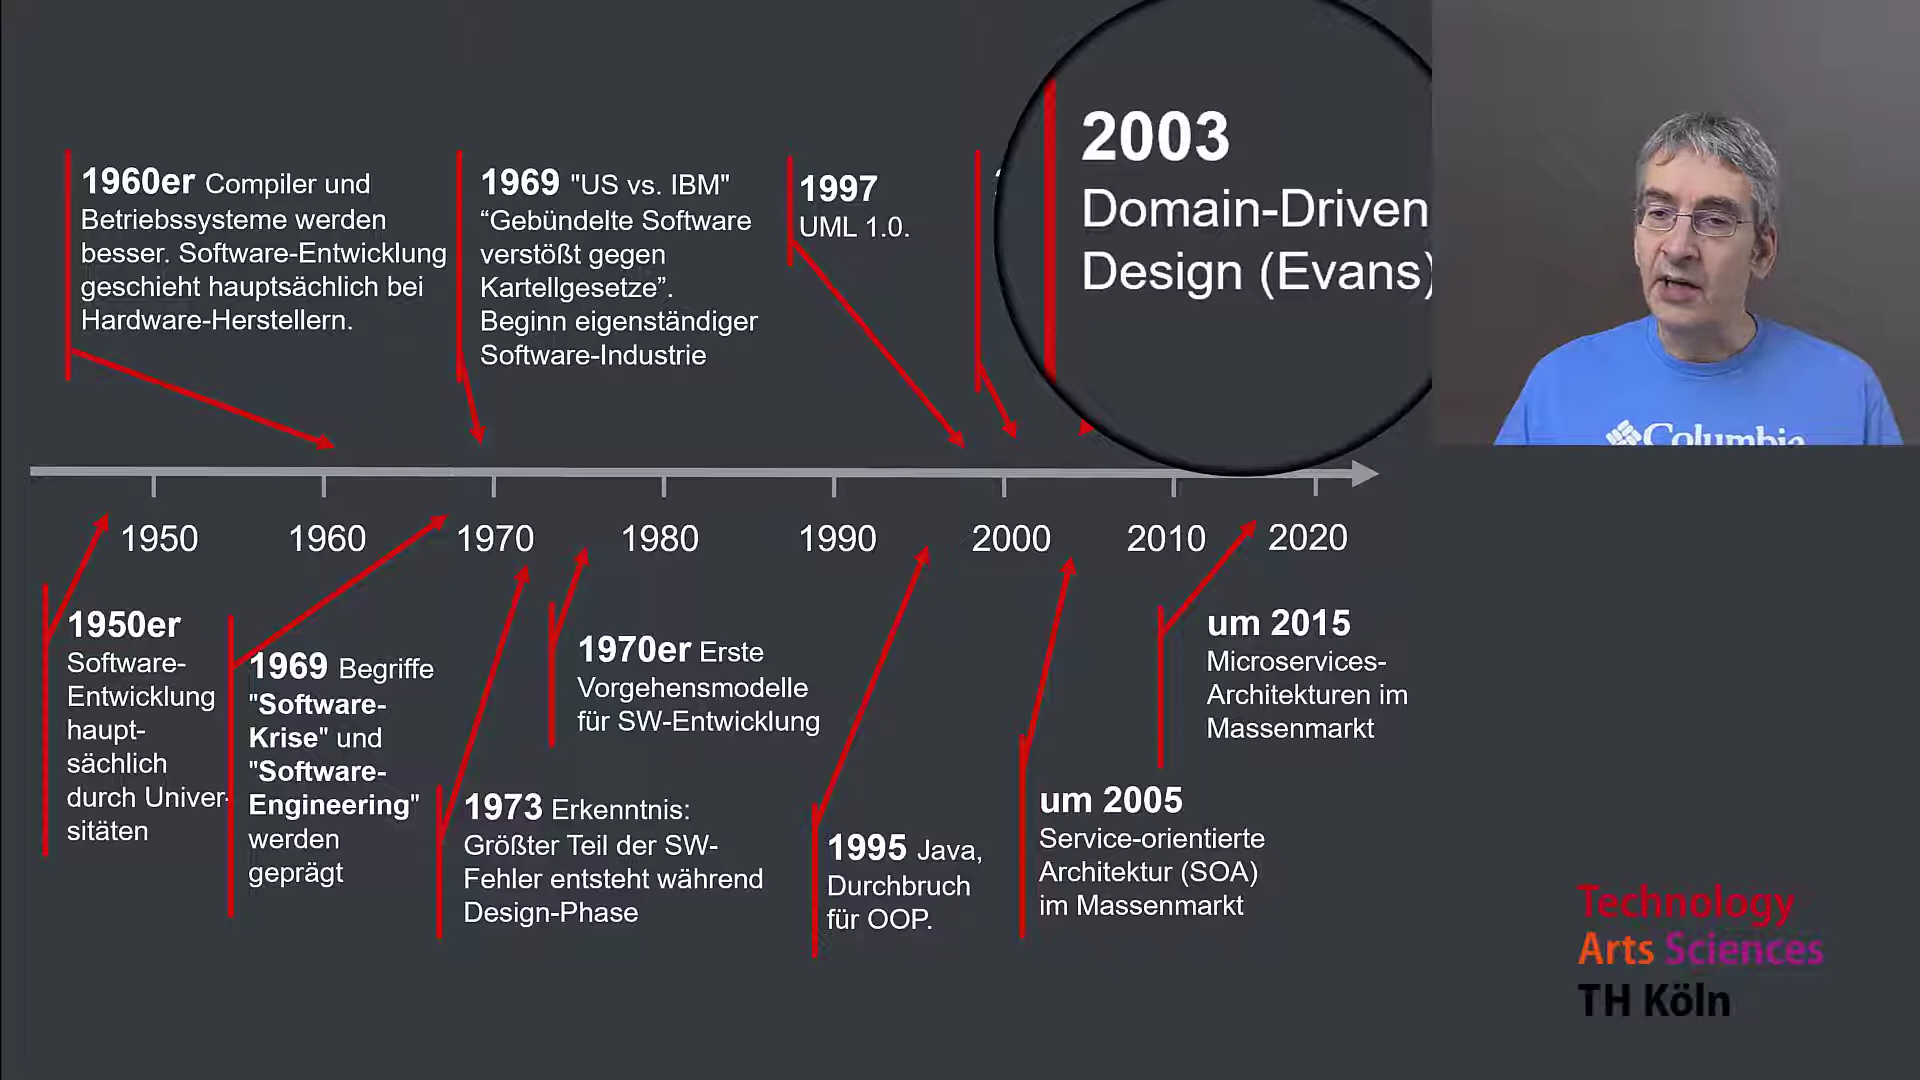 1960er Compiler und
Betriebssysteme werden
besser. Software-Entwicklung
geschieht hauptsächlich bei
Hardware-Herstellern.
1969 "US vs. IBM"
“Gebündelte Software
verstößt gegen
Kartellgesetze”.
Beginn eigenständiger
Software-Industrie
1997
UML 1.0.
2003
Domain-Driven
Design (Evans)
Columbia
1950 1960 1970 1980 1990 2000 2010 2020
1950er
Software-
Entwicklung
haupt-
sächlich
durch Univer-
sitäten
1969 Begriffe
"Software-
Krise" und
"Software-
Engineering"
werden
geprägt
1973 Erkenntnis:
Größter Teil der SW-
Fehler entsteht während
Design-Phase
1970er Erste
Vorgehensmodelle
für SW-Entwicklung
1995 Java,
Durchbruch
für OOP.
um 2005
Service-orientierte
Architektur (SOA)
im Massenmarkt
um 2015
Microservices-
Architekturen im
Massenmarkt
Technology
Arts Sciences
TH Köln